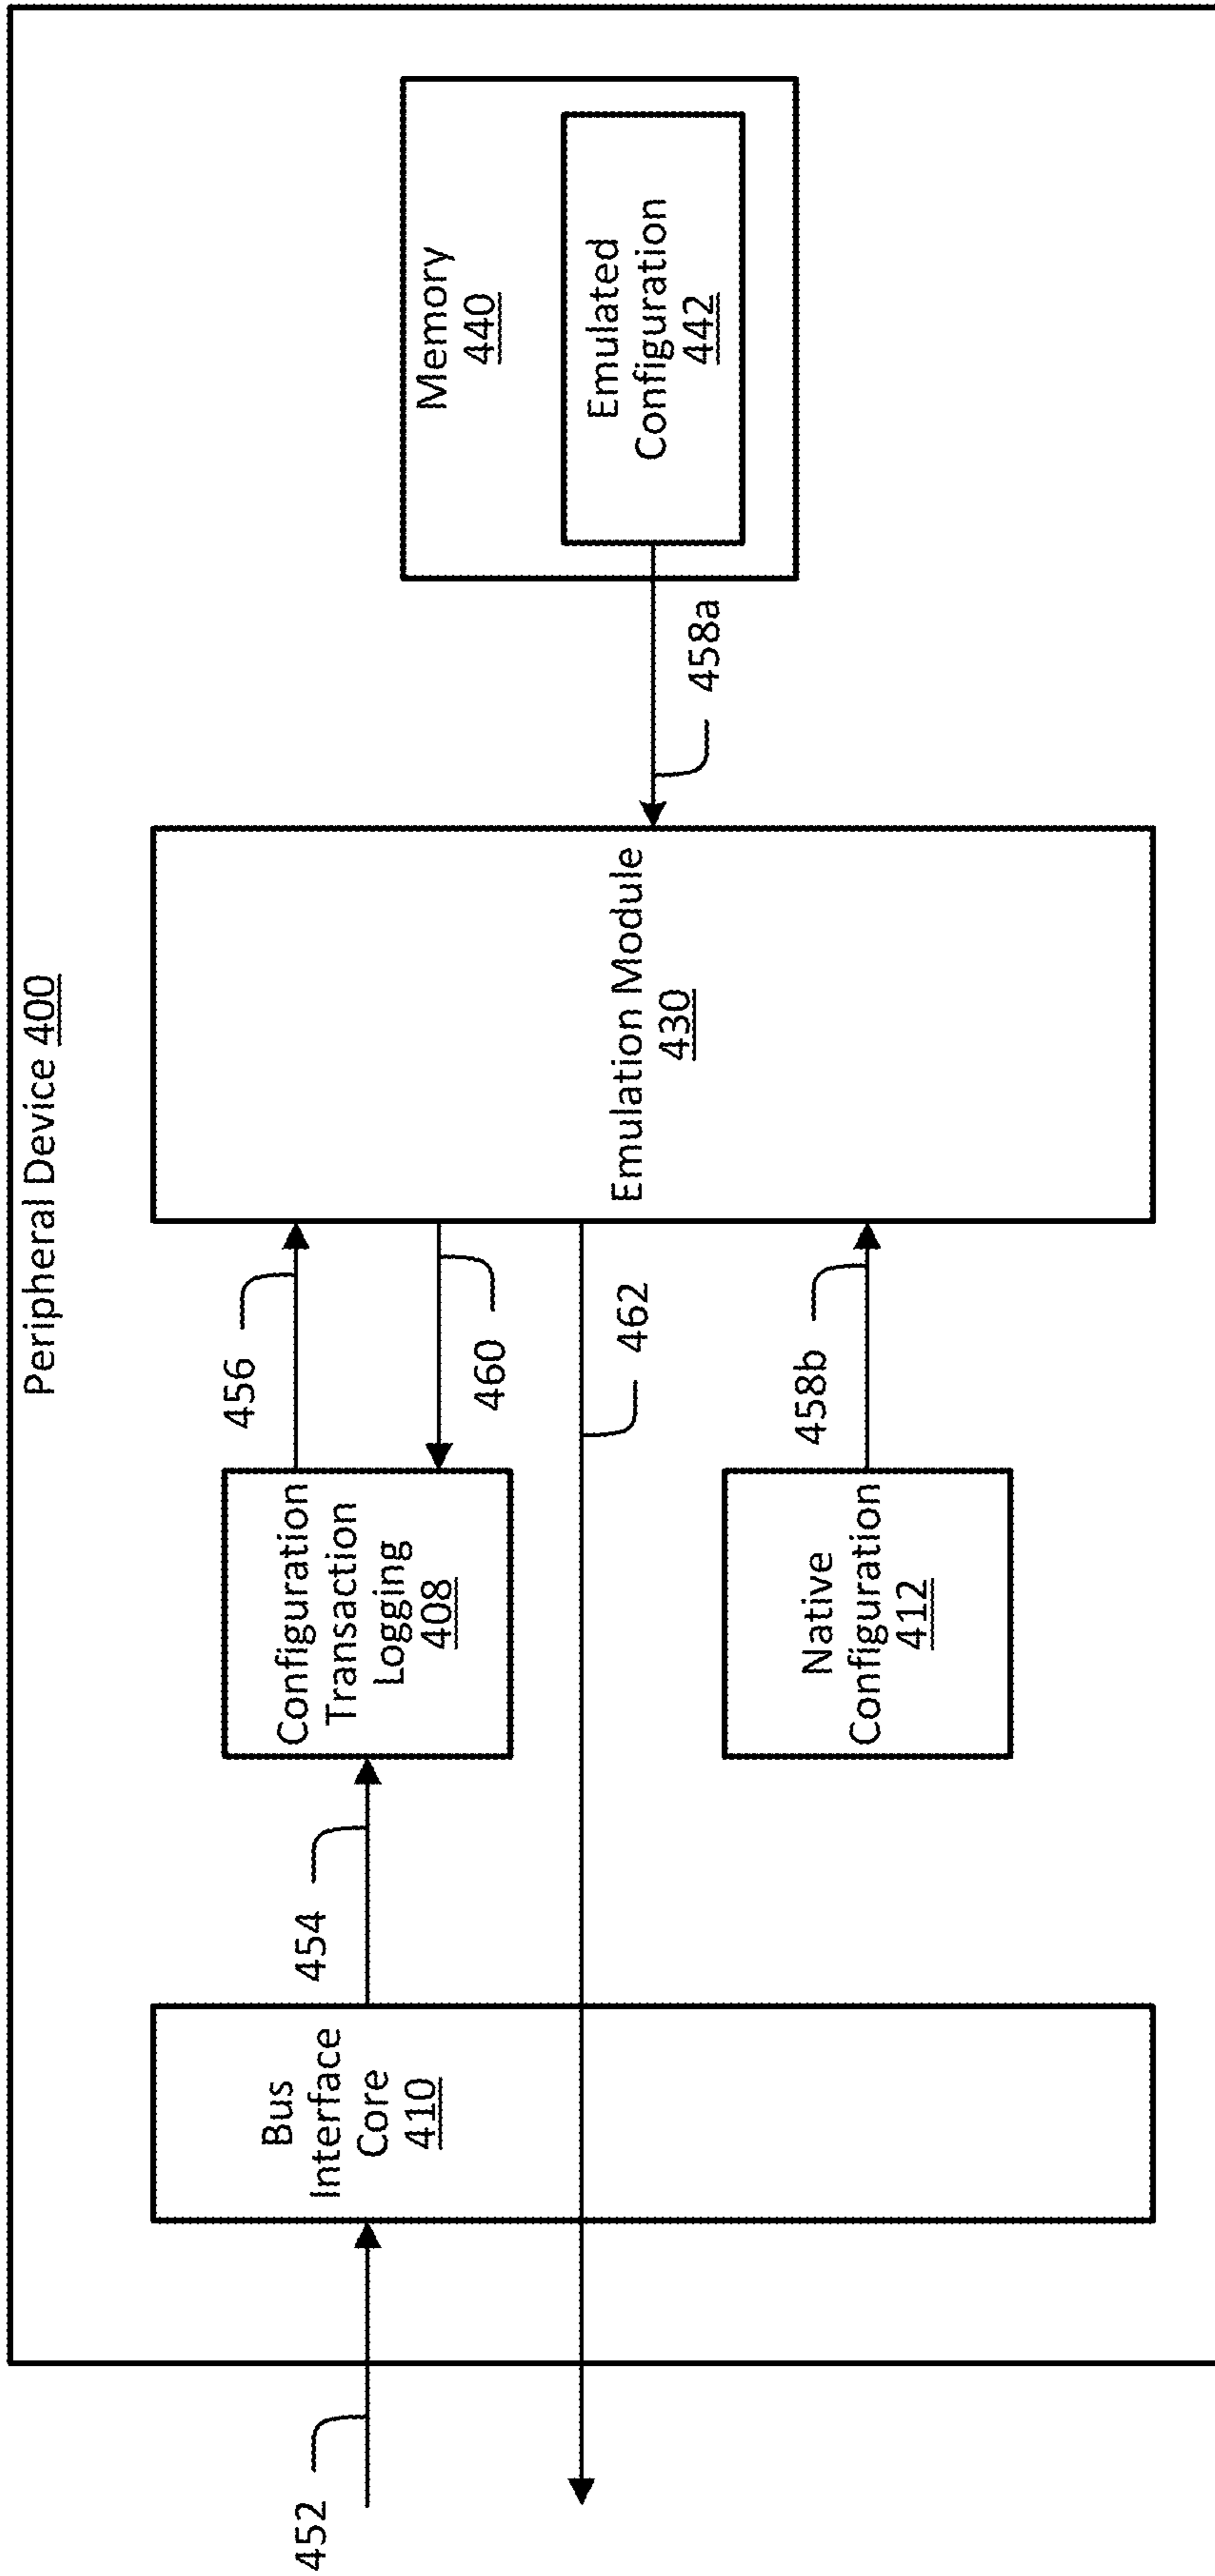 Peripheral Device 400
452
Bus
Interface
Core
410
454
Configuration
Transaction
Logging
408
456
460
462
Native
Configuration
412
458b
Emulation Module
430
458a
Memory
440
Emulated
Configuration
442